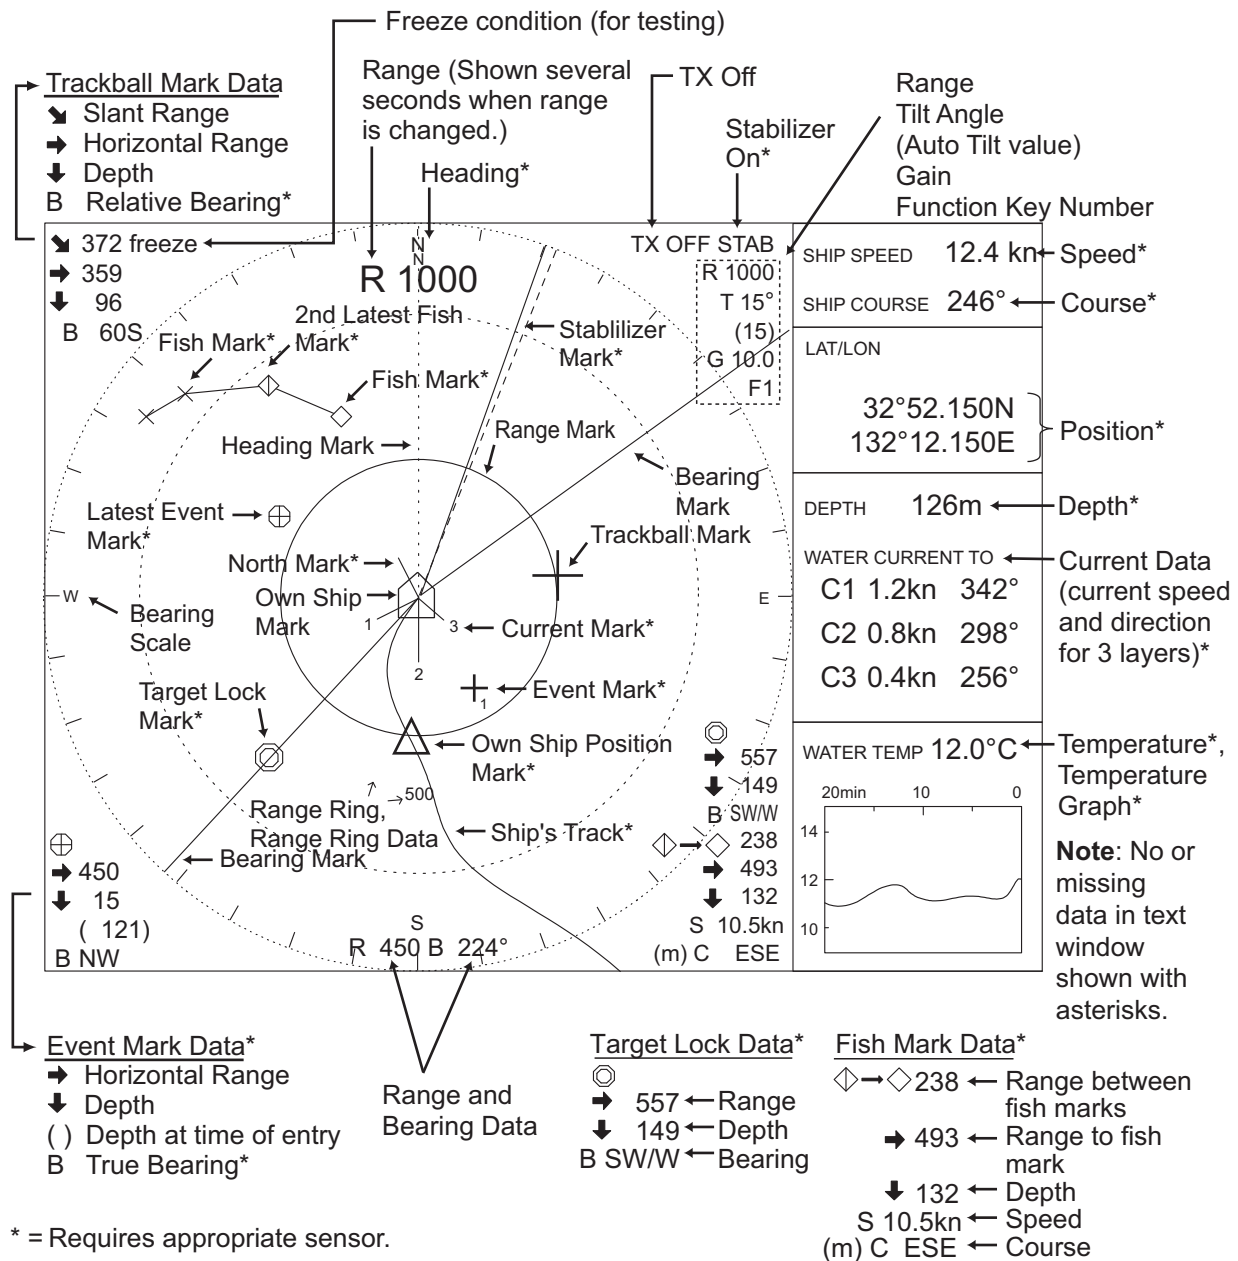 Freeze condition (for testing)
Trackball Mark Data
Slant Range
Horizontal Range
Depth
B Relative Bearing*
Range (Shown several
seconds when range
is changed.)
Heading*
TX Off
Stabilizer
On*
Range
Tilt Angle
(Auto Tilt value)
Gain
Function Key Number
372 freeze
359
96
B 60S
N
N
R 1000
TX OFF STAB
R 1000
T 15°
(15)
G 10.0
F1
SHIP SPEED 12.4 kn
Speed*
SHIP COURSE 246°
Course*
2nd Latest Fish
Mark*
Fish Mark*
Fish Mark*
Stablilizer
Mark*
Heading Mark
Range Mark
Bearing
Mark
LAT/LON
32°52.150N
132°12.150E
Position*
Latest Event
Mark*
Trackball Mark
DEPTH 126m
Depth*
North Mark*
Own Ship
Mark
W
E
Bearing
Scale
1
2
3
Current Mark*
WATER CURRENT TO
C1 1.2kn 342°
C2 0.8kn 298°
C3 0.4kn 256°
Current Data
(current speed
and direction
for 3 layers)*
Target Lock
Mark*
1
Event Mark*
Own Ship Position
Mark*
557
149
B SW/W
238
493
132
S 10.5kn
(m) C ESE
500
Range Ring,
Range Ring Data
Ship's Track*
Bearing Mark
WATER TEMP 12.0°C
Temperature*,
Temperature
Graph*
20min 10 0
14
12
10
Note: No or
missing
data in text
window
shown with
asterisks.
450
15
( 121)
B NW
S
R 450 B 224°
Event Mark Data*
Horizontal Range
Depth
( ) Depth at time of entry
B True Bearing*
Range and
Bearing Data
Target Lock Data*
557 Range
149 Depth
B SW/W Bearing
Fish Mark Data*
238 Range between
fish marks
493 Range to fish
mark
132 Depth
S 10.5kn Speed
(m) C ESE Course
* = Requires appropriate sensor.